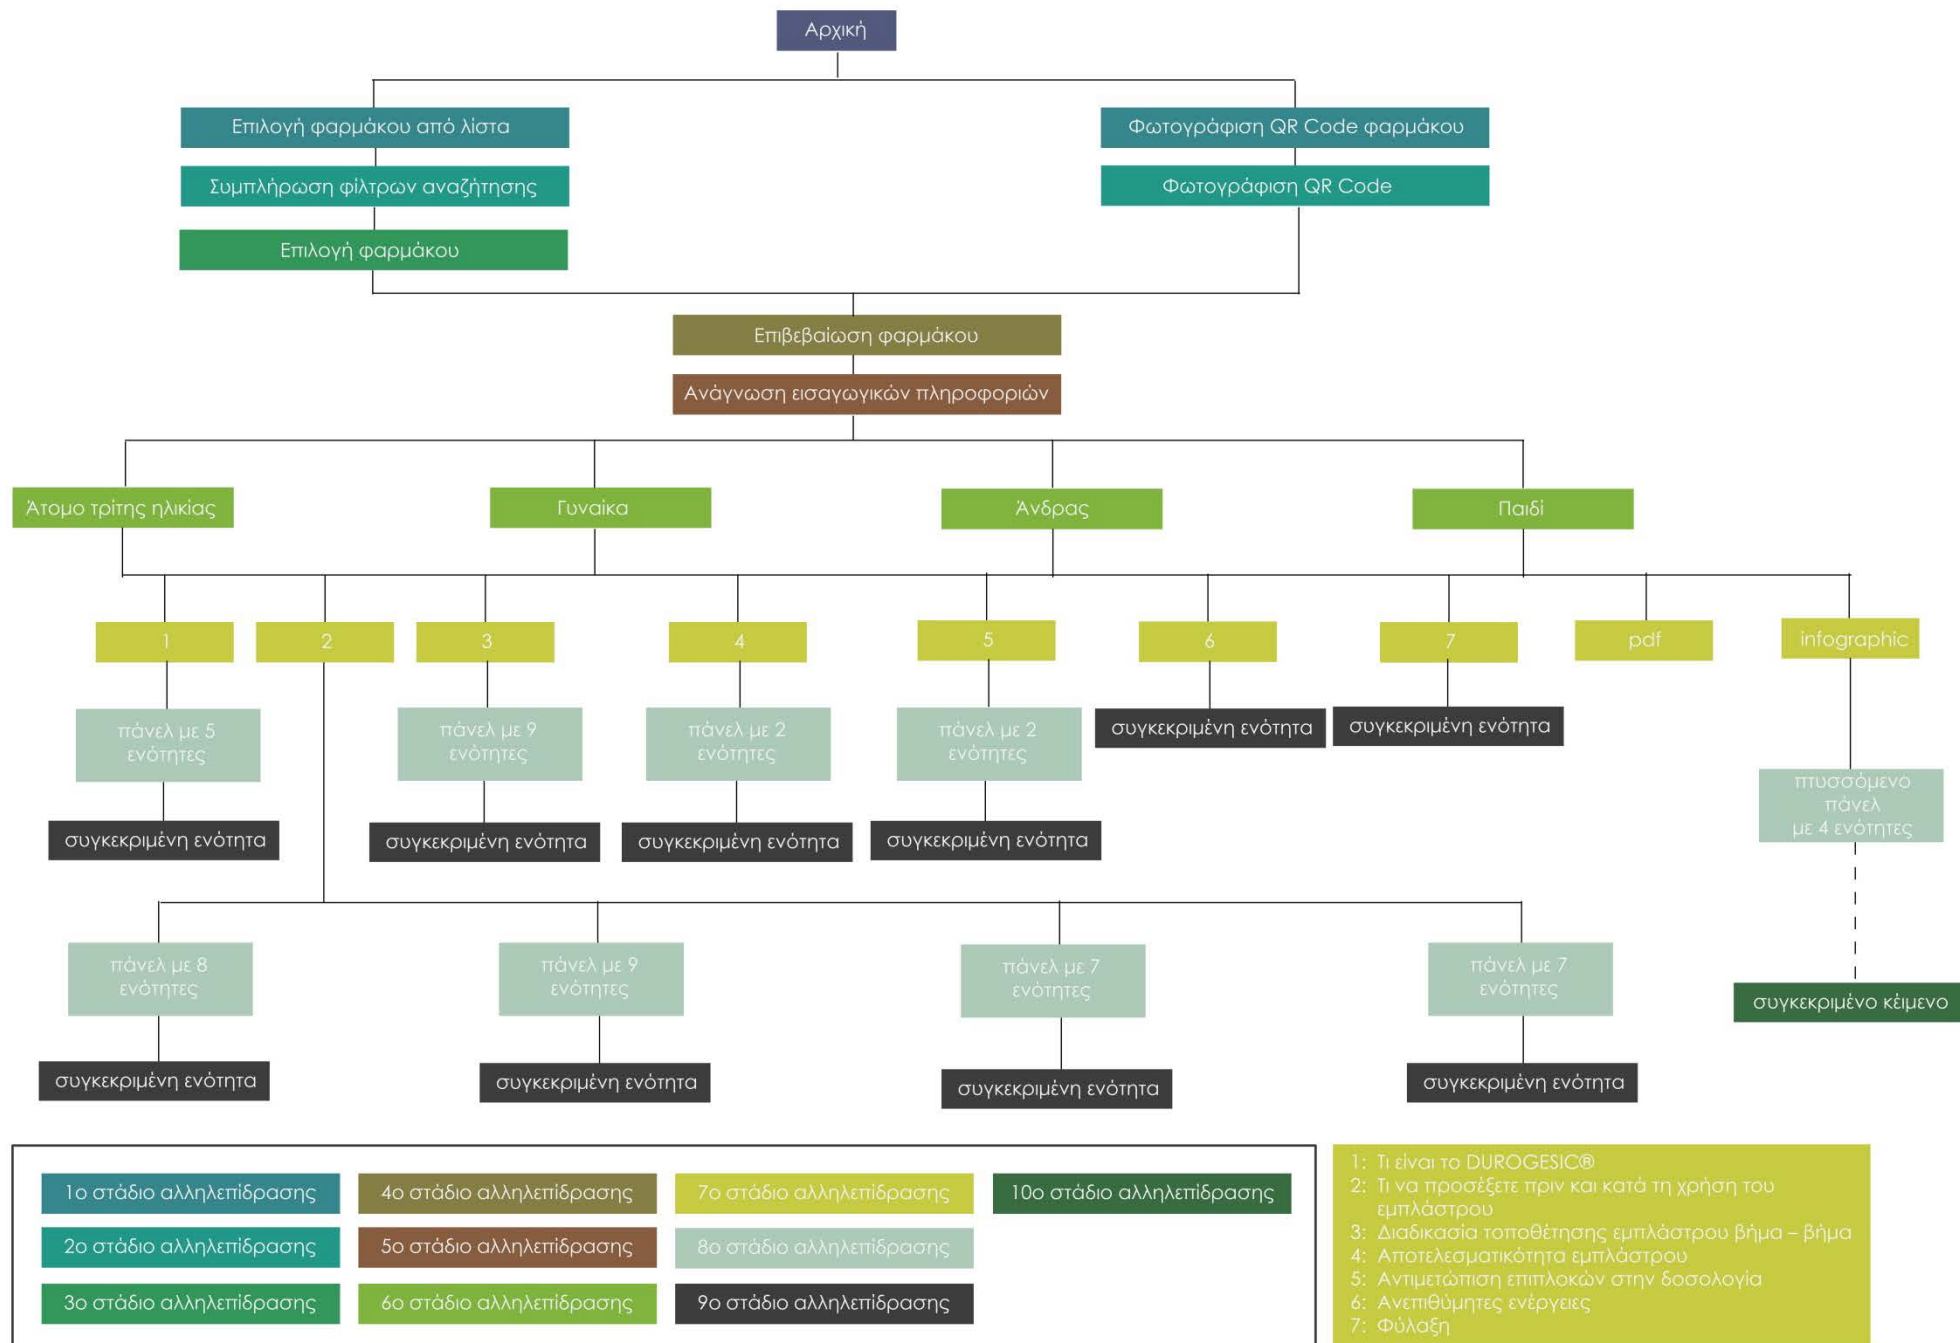 Αρχική
Επιλογή φαρμάκου από λίστα
Φωτογράφιση QR Code φαρμάκου
Συμπλήρωση φίλτρων αναζήτησης
Φωτογράφιση QR Code
Επιλογή φαρμάκου
Επιβεβαίωση φαρμάκου
Ανάγνωση εισαγωγικών πληροφοριών
Άτομο τρίτης ηλικίας
Γυναίκα
Άνδρας
Παιδί
1
2
3
4
5
6
7
pdf
infographic
πάνελ με 5
ενότητες
πάνελ με 9
ενότητες
πάνελ με 2
ενότητες
πάνελ με 2
ενότητες
συγκεκριμένη ενότητα
συγκεκριμένη ενότητα
πτυσσόμενο
πάνελ
με 4 ενότητες
συγκεκριμένη ενότητα
συγκεκριμένη ενότητα
συγκεκριμένη ενότητα
συγκεκριμένη ενότητα
πάνελ με 8
ενότητες
πάνελ με 9
ενότητες
πάνελ με 7
ενότητες
πάνελ με 7
ενότητες
συγκεκριμένο κέιμενο
συγκεκριμένη ενότητα
συγκεκριμένη ενότητα
συγκεκριμένη ενότητα
συγκεκριμένη ενότητα
1ο στάδιο αλληλεπίδρασης
4ο στάδιο αλληλεπίδρασης
7ο στάδιο αλληλεπίδρασης
10ο στάδιο αλληλεπίδρασης
2ο στάδιο αλληλεπίδρασης
5ο στάδιο αλληλεπίδρασης
8ο στάδιο αλληλεπίδρασης
3ο στάδιο αλληλεπίδρασης
6ο στάδιο αλληλεπίδρασης
9ο στάδιο αλληλεπίδρασης
1: Τι είναι το DUROGESIC®
2: Τι να προσέξετε πριν και κατά τη χρήση του
εμπλάστρου
3: Διαδικασία τοποθέτησης εμπλάστρου βήμα – βήμα
4: Αποτελεσματικότητα εμπλάστρου
5: Αντιμετώπιση επιπλοκών στην δοσολογία
6: Ανεπιθύμητες ενέργειες
7: Φύλαξη